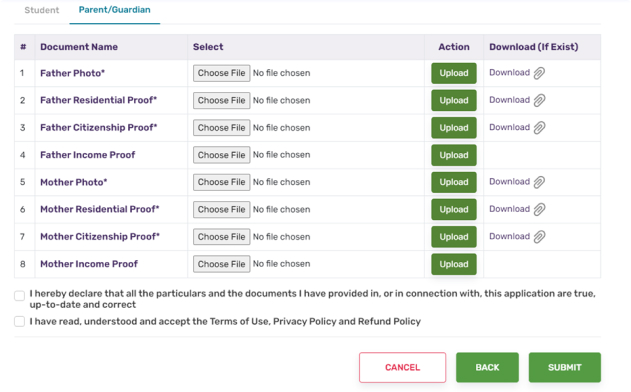 Student Parent/Guardian
# Document Name Select Action Download (If Exist)
1 Father Photo* Choose File No file chosen Upload Download
2 Father Residential Proof* Choose File No file chosen Upload Download
3 Father Citizenship Proof* Choose File No file chosen Upload Download
4 Father Income Proof Choose File No file chosen Upload
5 Mother Photo* Choose File No file chosen Upload Download
6 Mother Residential Proof* Choose File No file chosen Upload Download
7 Mother Citizenship Proof* Choose File No file chosen Upload Download
8 Mother Income Proof Choose File No file chosen Upload
I hereby declare that all the particulars and the documents I have provided in, or in connection with, this application are true,
up-to-date and correct
I have read, understood and accept the Terms of Use, Privacy Policy and Refund Policy
CANCEL BACK SUBMIT